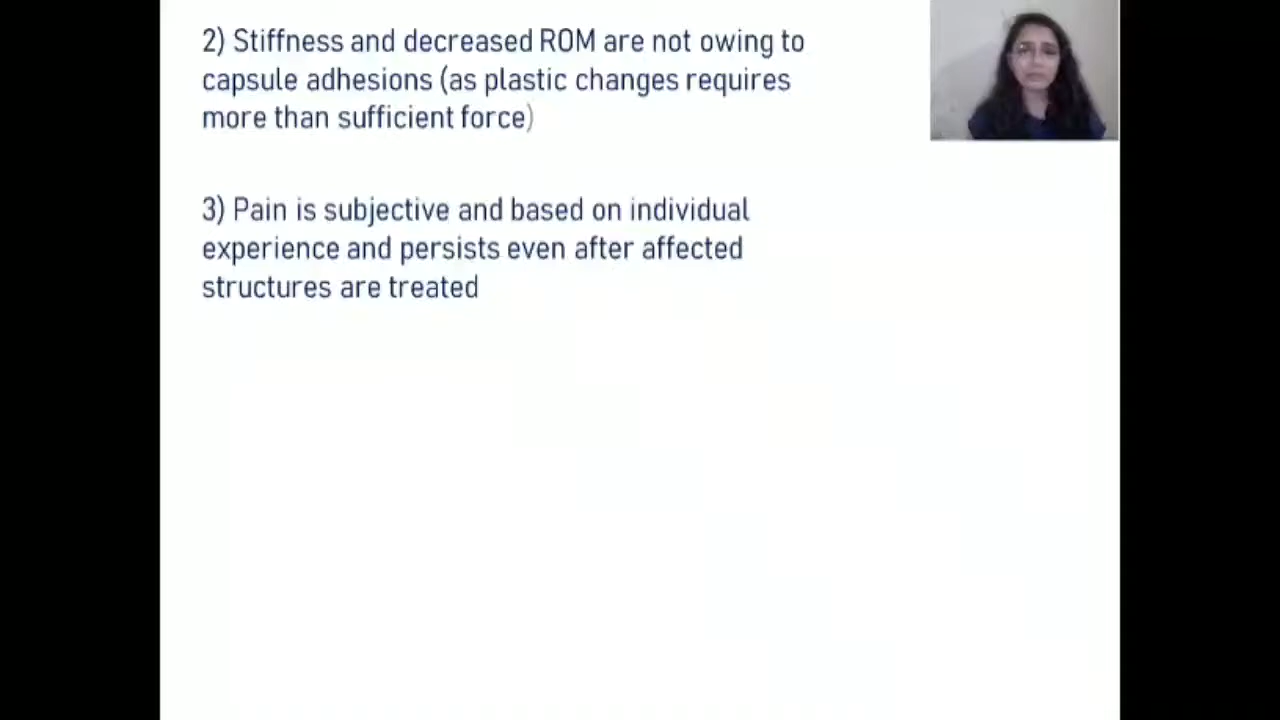 2) Stiffness and decreased ROM are not owing to
capsule adhesions (as plastic changes requires
more than sufficient force)
3) Pain is subjective and based on individual
experience and persists even after affected
structures are treated